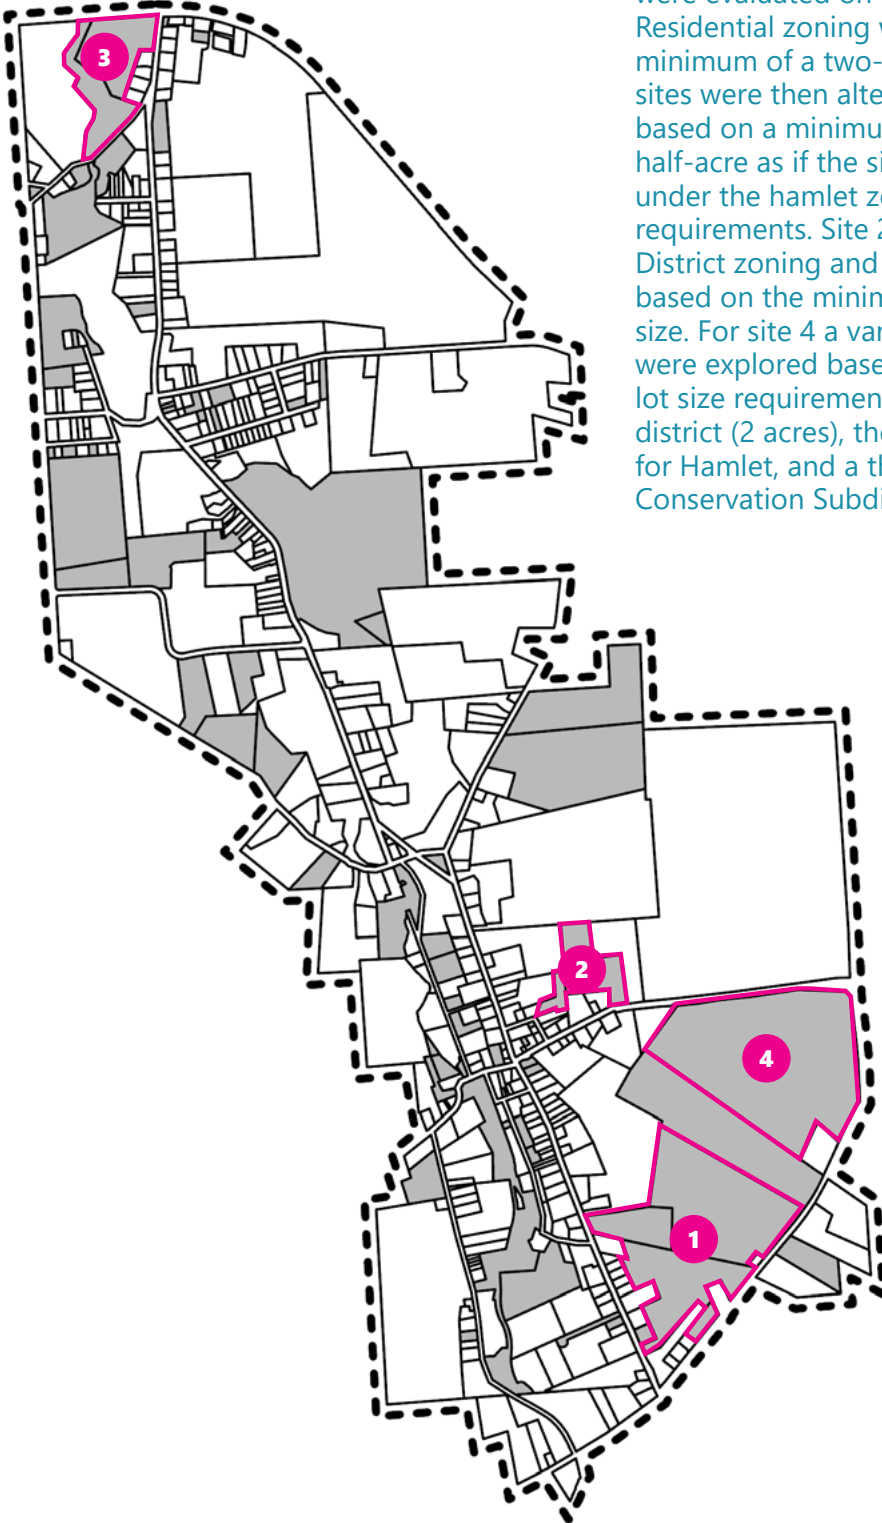 were evaluated on
Residential zoning w
minimum of a two-
sites were then alte
based on a minimu
half-acre as if the si
under the hamlet zo
requirements. Site 2
District zoning and
based on the minim
size. For site 4 a var
were explored base
lot size requiremen
district (2 acres), the
for Hamlet, and a th
Conservation Subdi
3
2
4
1